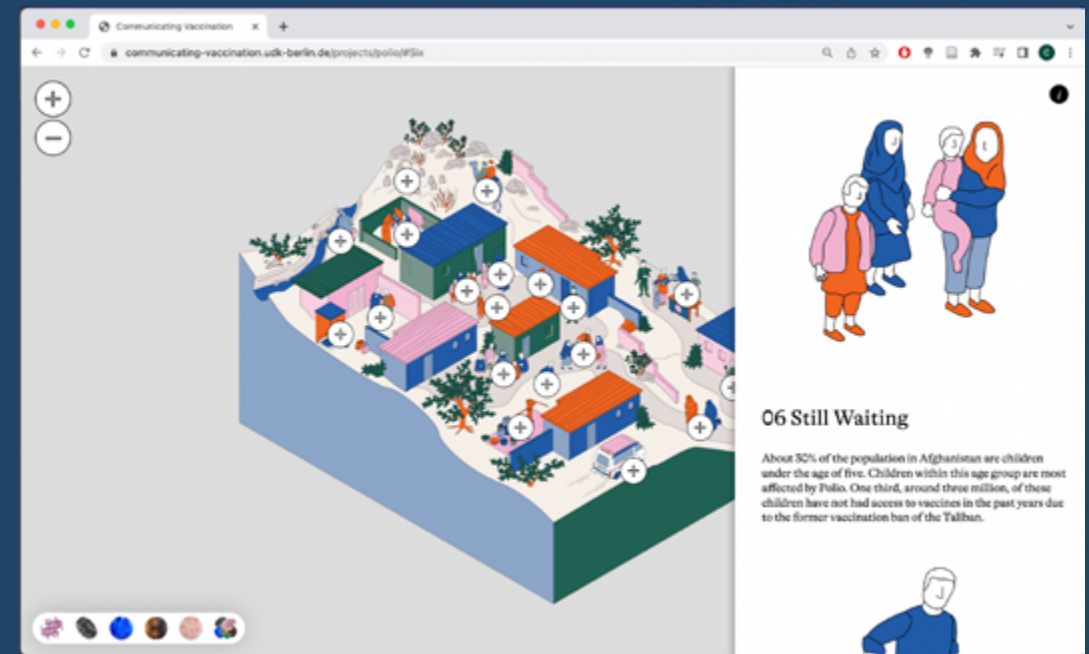 Communicating Vaccination
communicating-vaccination.udk-berlin.de/projects/polio/#Six
06 Still Waiting
About 30% of the population in Afghanistan are children
under the age of five. Children within this age group are most
affected by Polio. One third, around three million, of these
children have not had access to vaccines in the past years due
to the former vaccination ban of the Taliban.